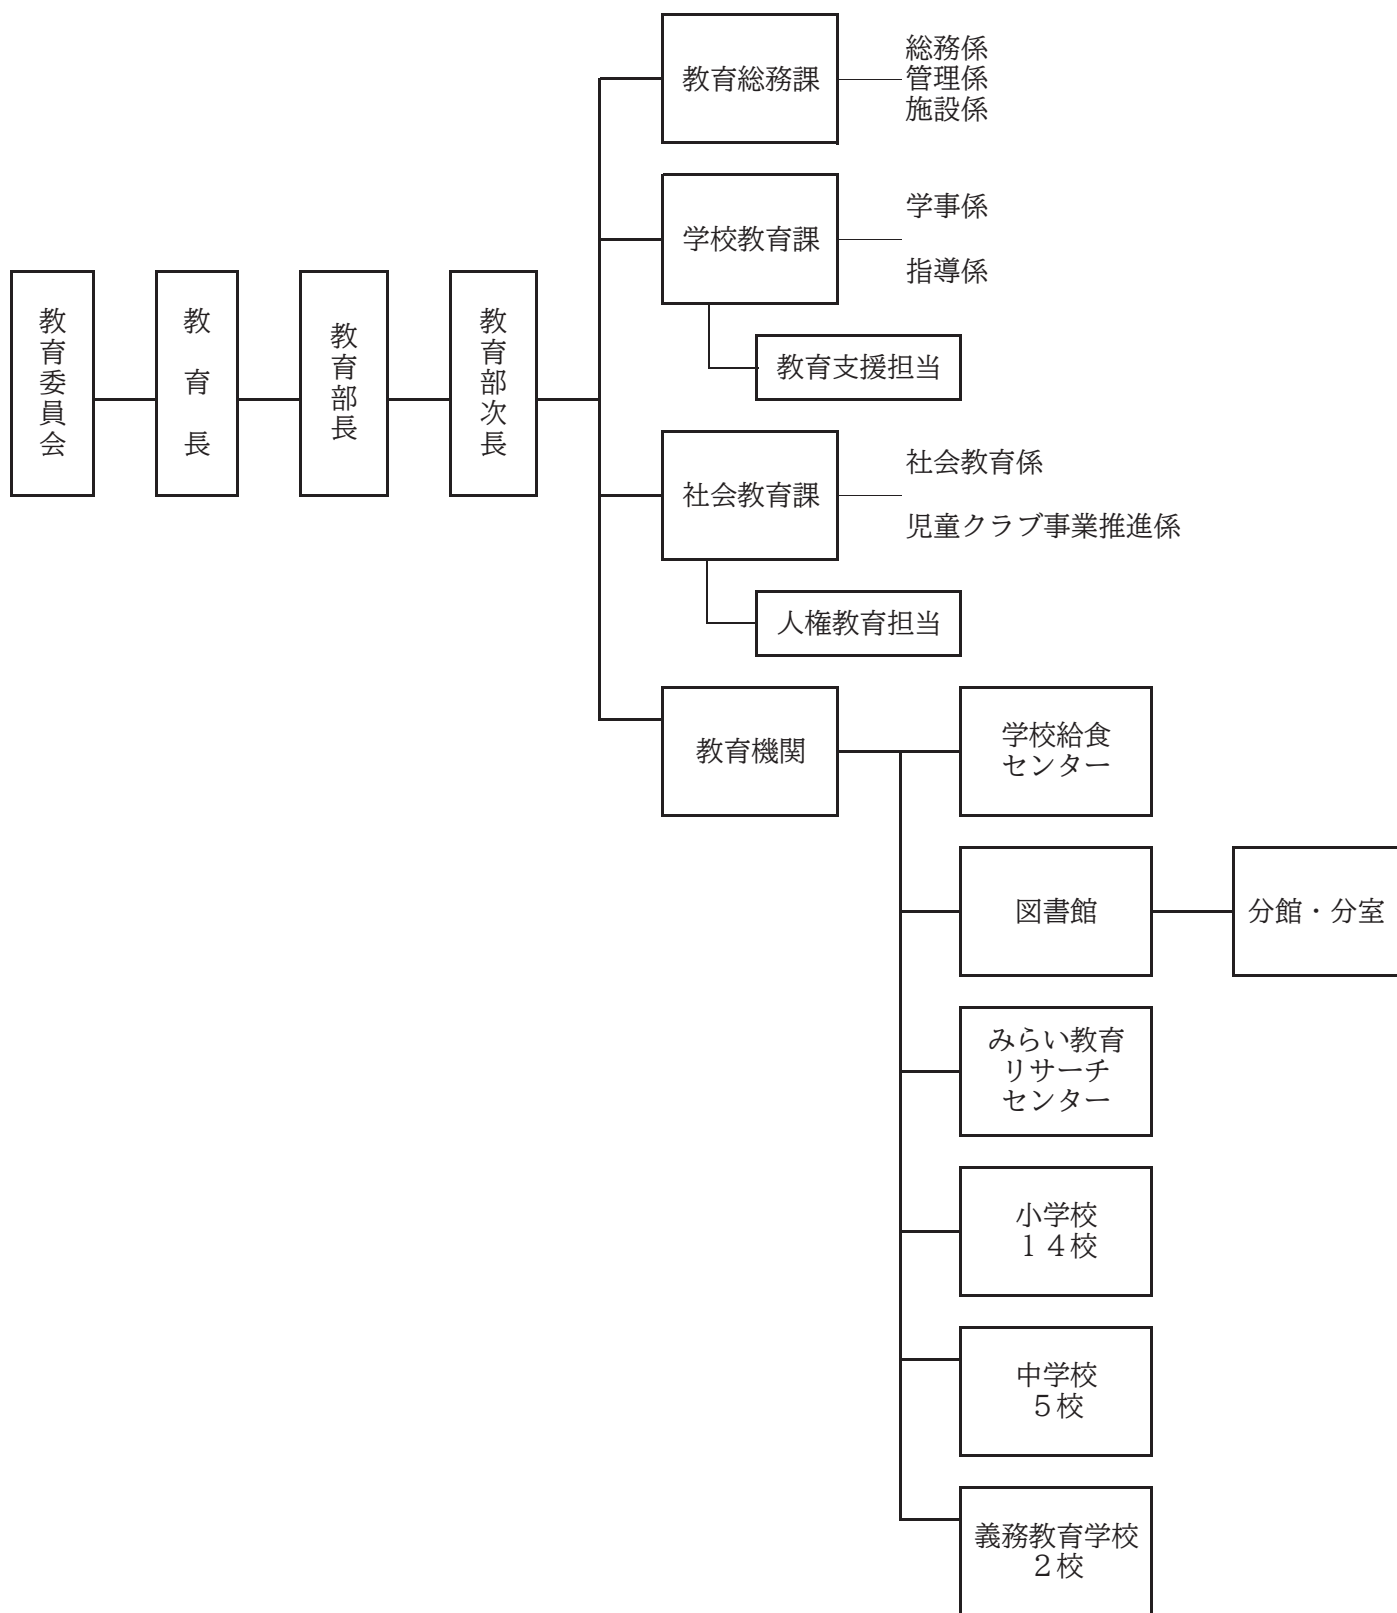 教育委員会
教育長
教育部長
教育部次長
教育総務課
総務係
管理係
施設係
学校教育課
学事係
指導係
教育支援担当
社会教育課
社会教育係
児童クラブ事業推進係
人権教育担当
教育機関
学校給食
センター
図書館
分館・分室
みらい教育
リサーチ
センター
小学校
１４校
中学校
５校
義務教育学校
２校